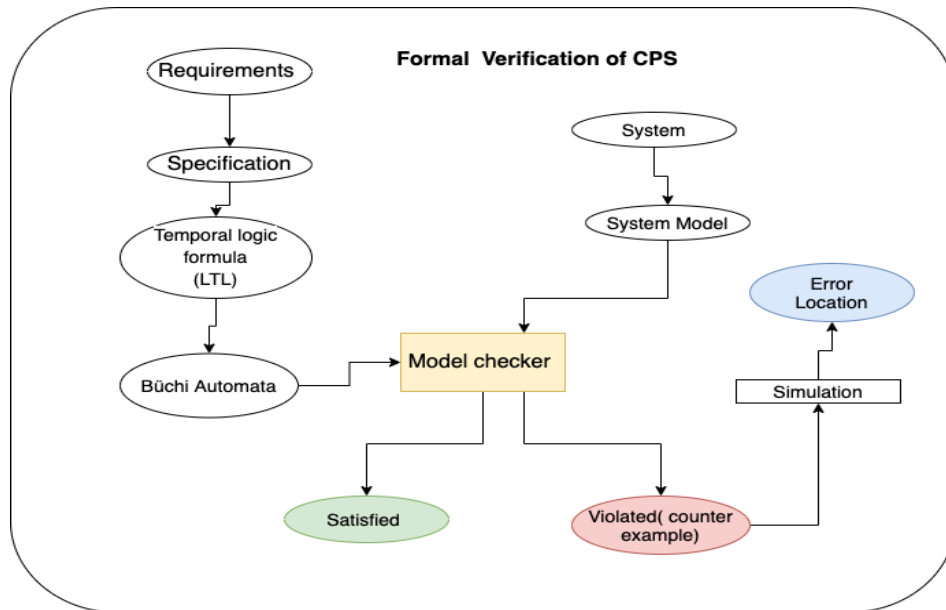 Formal Verification of CPS
Requirements
Specification
Temporal logic
formula
(LTL)
Büchi Automata
System
System Model
Model checker
Satisfied
Violated( counter
example)
Simulation
Error
Location